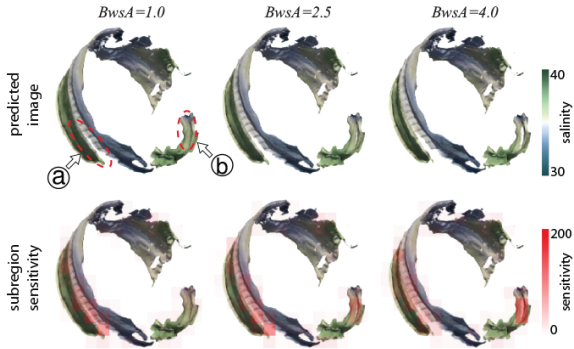 BwsA=1.0 BwsA=2.5 BwsA=4.0
predicted
image
a
b
40
salinity
30
subregion
sensitivity
200
sensitivity
0